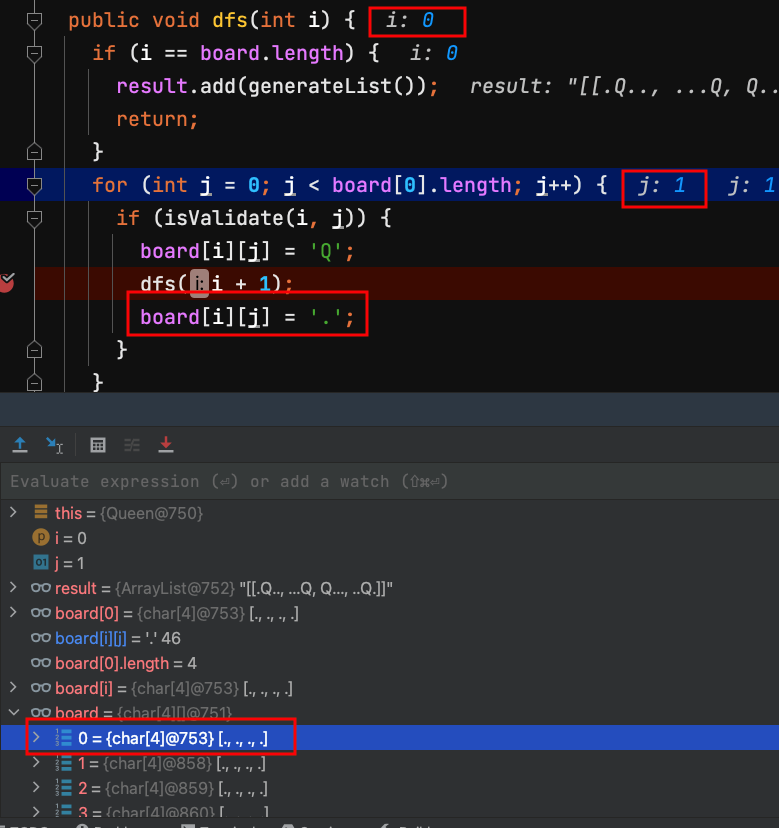 public void dfs(int i) { i: 0
if (i == board.length) { i: 0
result.add(generateList()); result: "[[.Q.., ...Q, Q..
return;
}
for (int j = 0; j < board[0].length; j++) { j: 1 j: 1
if (isValidate(i, j)) {
board[i][j] = 'Q';
dfs( i: i + 1);
board[i][j] = '.';
}
}
Evaluate expression (⏎) or add a watch (⇧⌘⏎)
this = {Queen@750}
i = 0
j = 1
result = {ArrayList@752} "[[.Q.., ...Q, Q..., ..Q.]]"
board[0] = {char[4]@753} [., ., ., .]
board[i][j] = '.' 46
board[0].length = 4
board[i] = {char[4]@753} [., ., ., .]
board = {char[4][]@751}
0 = {char[4]@753} [., ., ., .]
1 = {char[4]@858} [., ., ., .]
2 = {char[4]@859} [., ., ., .]
3 = {char[4]@860} [., ., ., .]